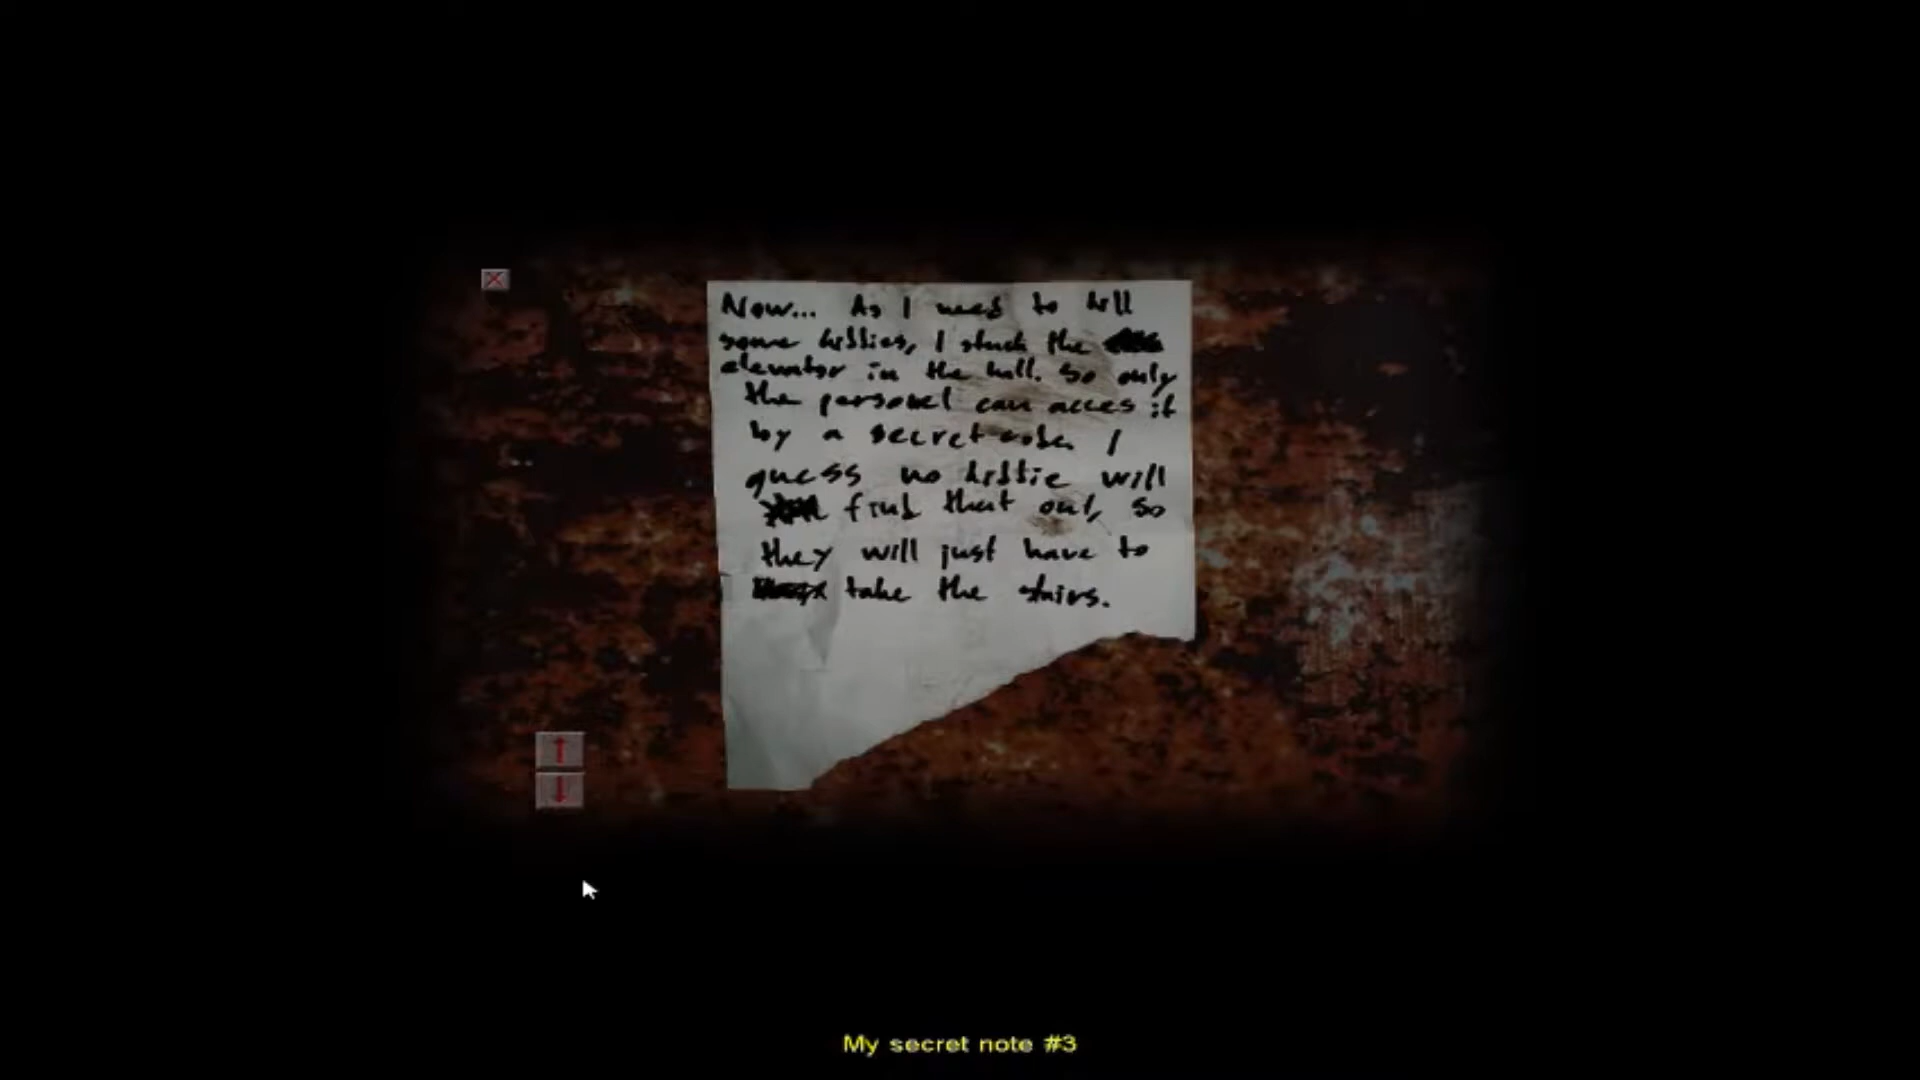 Now... As I need to kill
some kitties, I stuck the
elevator in the hall. So only
the personel can acces it
by a secret code. I
guess no kittie will
find that out, so
they will just have to
take the stairs.
My secret note #3